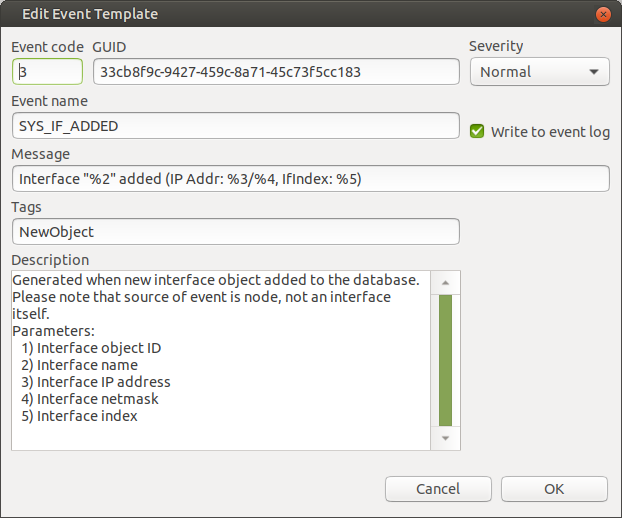 Edit Event Template
Event code GUID Severity
3 33cb8f9c-9427-459c-8a71-45c73f5cc183 Normal
Event name
SYS_IF_ADDED Write to event log
Message
Interface "%2" added (IP Addr: %3/%4, IfIndex: %5)
Tags
NewObject
Description
Generated when new interface object added to the database.
Please note that source of event is node, not an interface
itself.
Parameters:
1) Interface object ID
2) Interface name
3) Interface IP address
4) Interface netmask
5) Interface index
Cancel OK